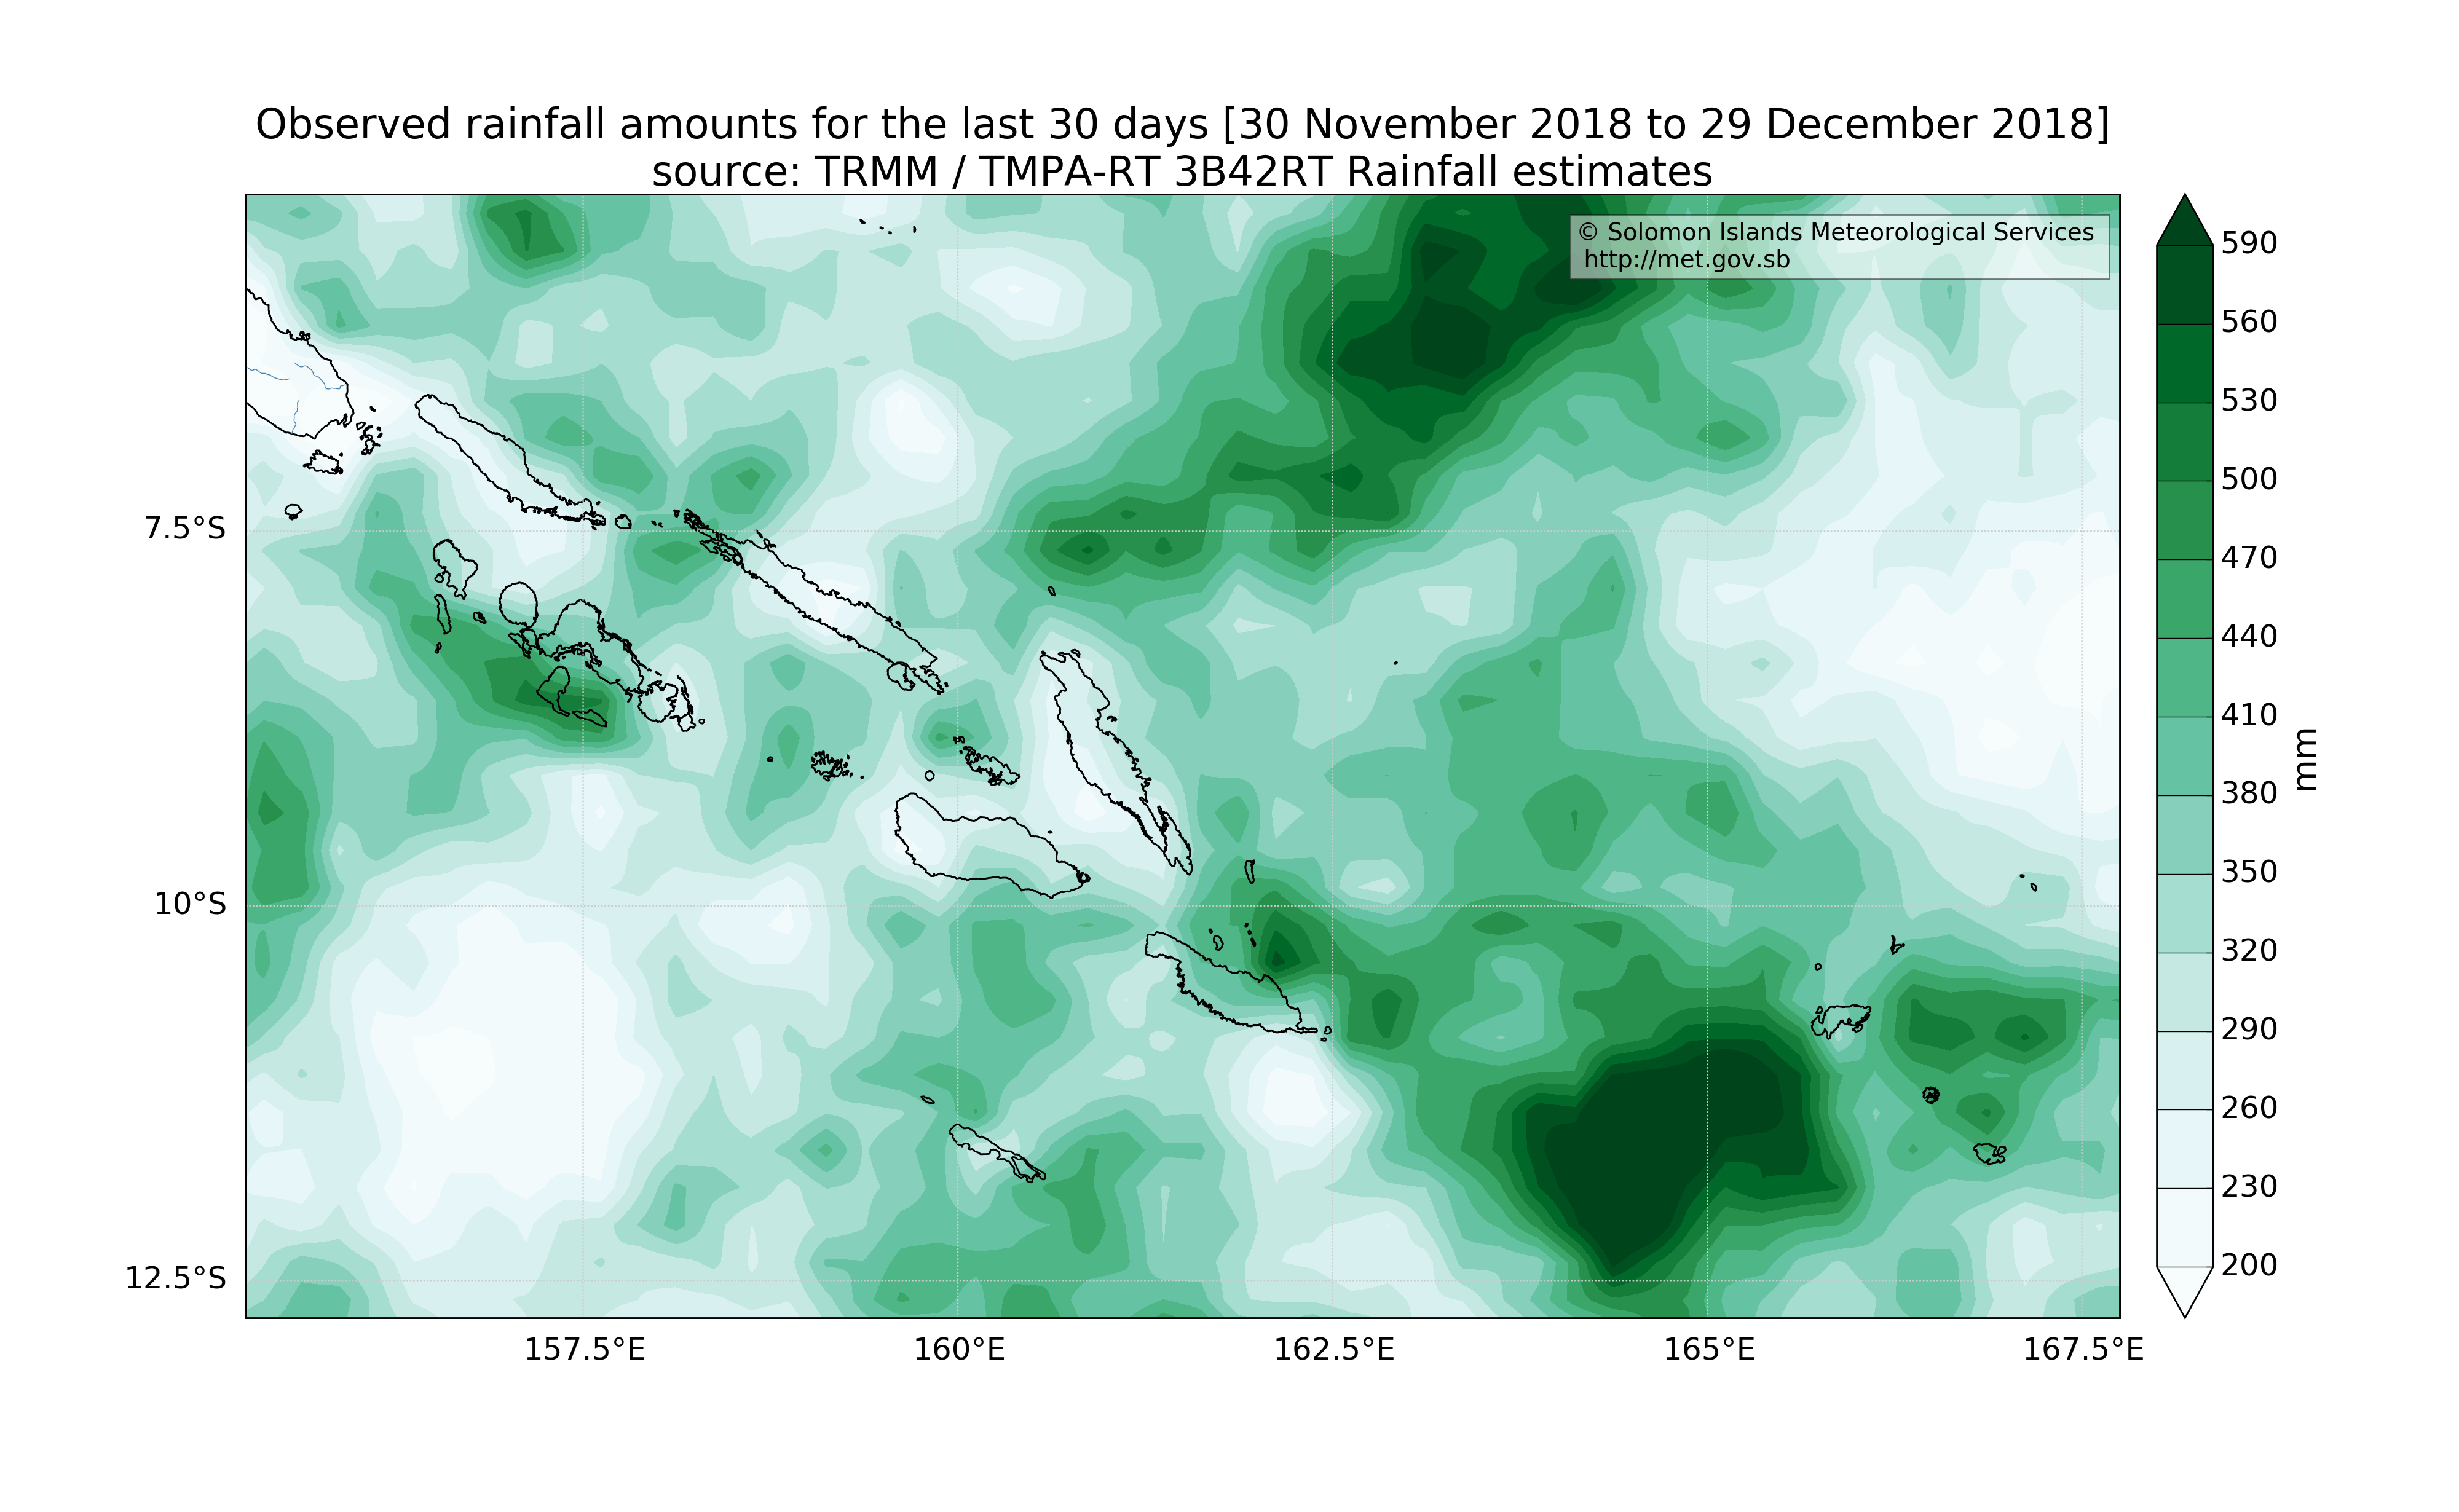 Observed rainfall amounts for the last 30 days [30 November 2018 to 29 December 2018]
source: TRMM / TMPA-RT 3B42RT Rainfall estimates
© Solomon Islands Meteorological Services
http://met.gov.sb
7.5°S
10°S
12.5°S
157.5°E
160°E
162.5°E
165°E
167.5°E
590
560
530
500
470
440
410
380
350
320
290
260
230
200
mm